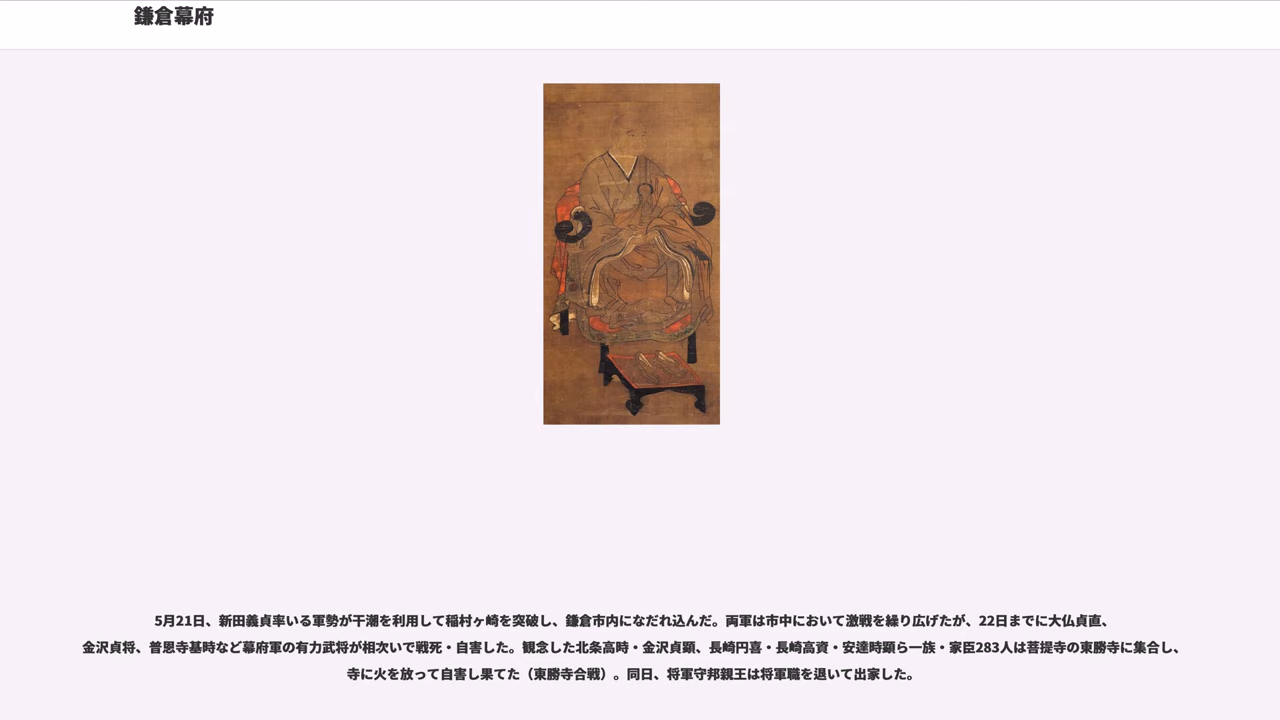 鎌倉幕府
5月21日、新田義貞率いる軍勢が干潮を利用して稲村ヶ崎を突破し、鎌倉市内になだれ込んだ。両軍は市中において激戦を繰り広げたが、22日までに大仏貞直、
金沢貞将、普恩寺基時など幕府軍の有力武将が相次いで戦死・自害した。観念した北条高時・金沢貞顕、長崎円喜・長崎高資・安達時顕ら一族・家臣283人は菩提寺の東勝寺に集合し、
寺に火を放って自害し果てた（東勝寺合戦）。同日、将軍守邦親王は将軍職を退いて出家した。